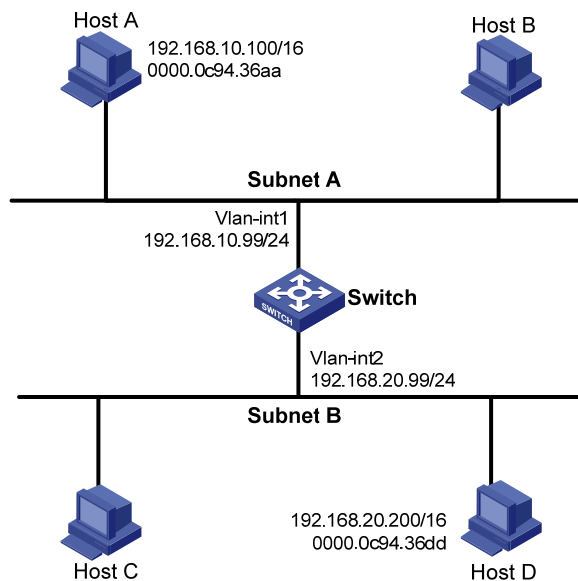 Host A
192.168.10.100/16
0000.0c94.36aa
Host B
Subnet A
Vlan-int1
192.168.10.99/24
Switch
SWITCH
Vlan-int2
192.168.20.99/24
Subnet B
Host C
192.168.20.200/16
0000.0c94.36dd
Host D